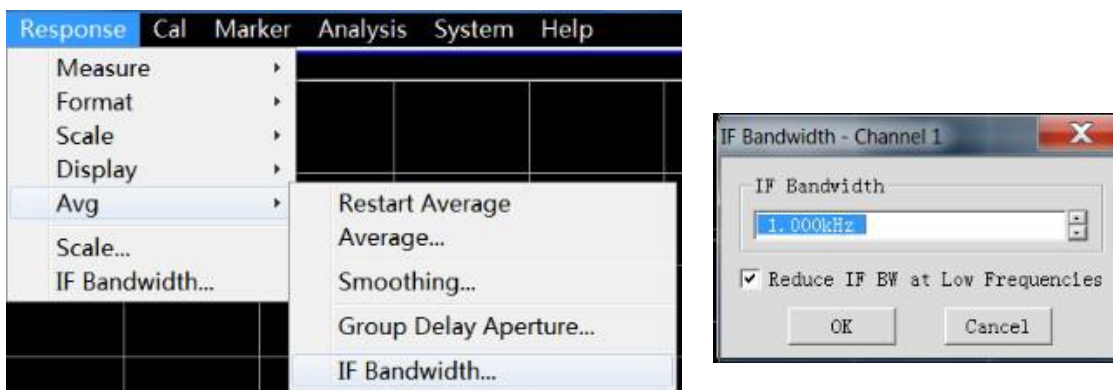 Response Cal Marker Analysis System Help
Measure
Format
Scale
Display
Avg
Scale...
IF Bandwidth...
Restart Average
Average...
Smoothing...
Group Delay Aperture...
IF Bandwidth...
IF Bandwidth - Channel 1
IF Bandwidth
1.000kHz
Reduce IF BW at Low Frequencies
OK Cancel